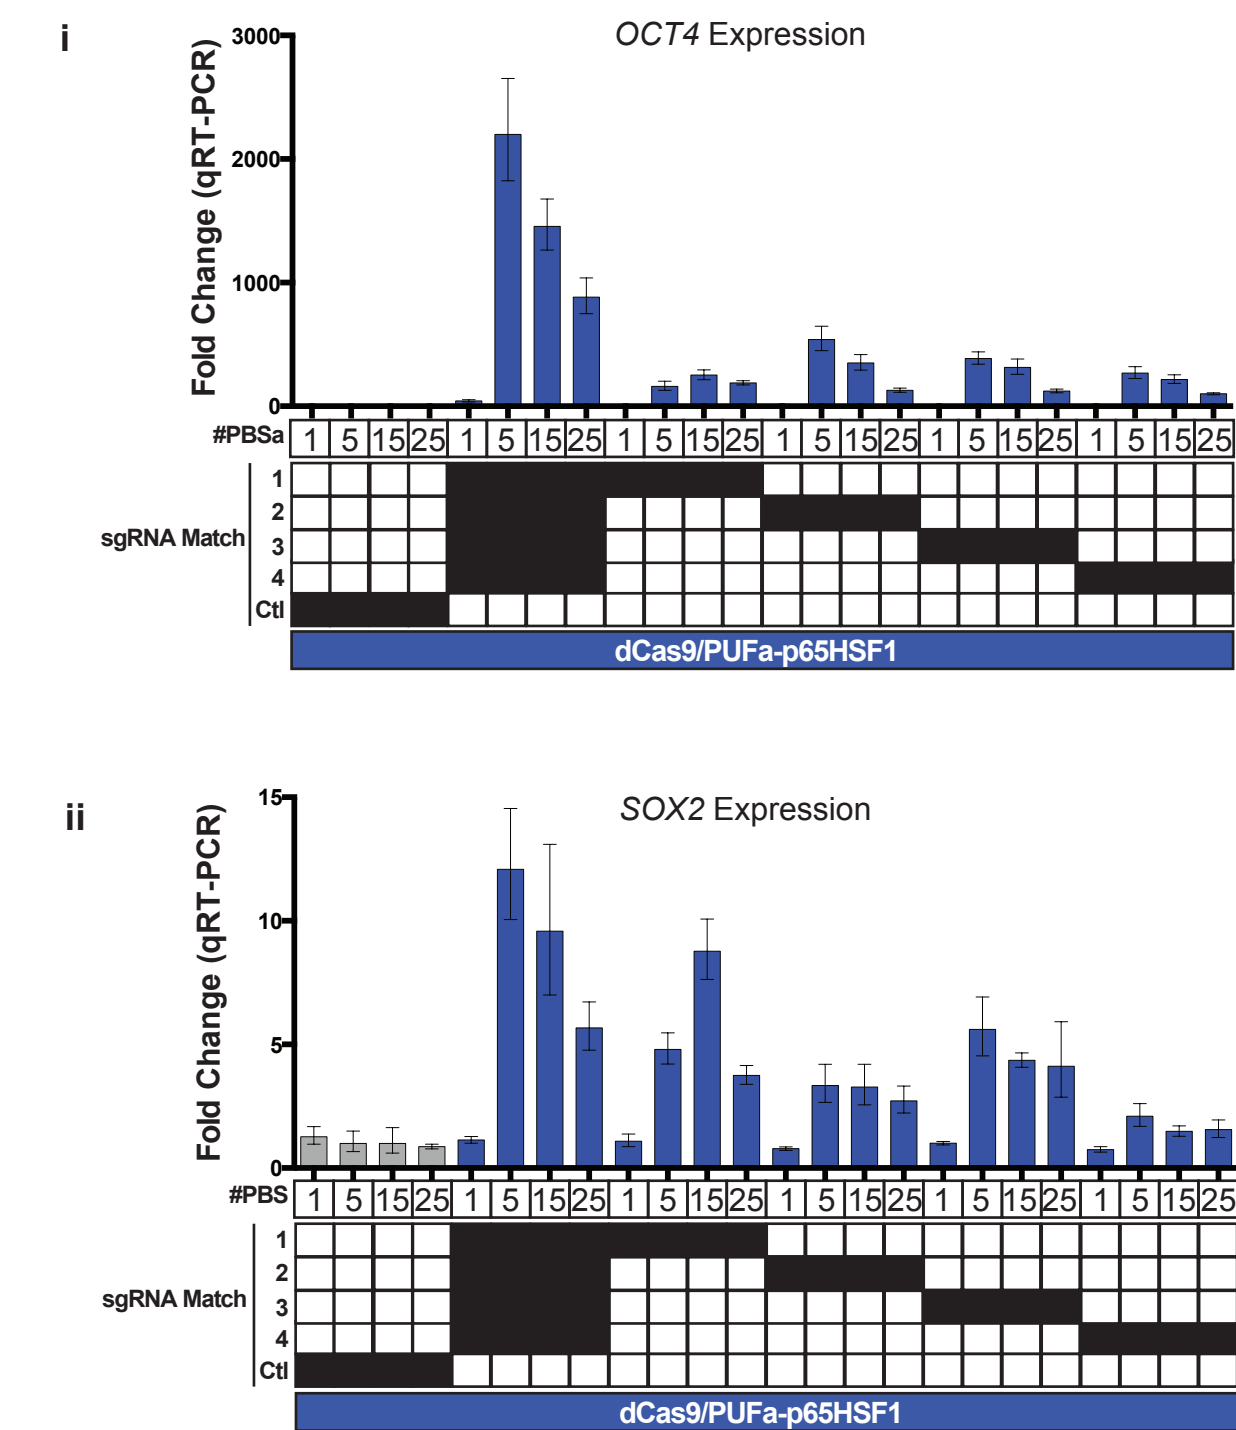 i
OCT4 Expression
Fold Change (qRT-PCR)
3000
2000
1000
0
#PBSa 1 5 15 25 1 5 15 25 1 5 15 25 1 5 15 25 1 5 15 25 1 5 15 25
sgRNA Match
1
2
3
4
Ctl
dCas9/PUFa-p65HSF1
ii
SOX2 Expression
Fold Change (qRT-PCR)
15
10
5
0
#PBS 1 5 15 25 1 5 15 25 1 5 15 25 1 5 15 25 1 5 15 25 1 5 15 25
sgRNA Match
1
2
3
4
Ctl
dCas9/PUFa-p65HSF1